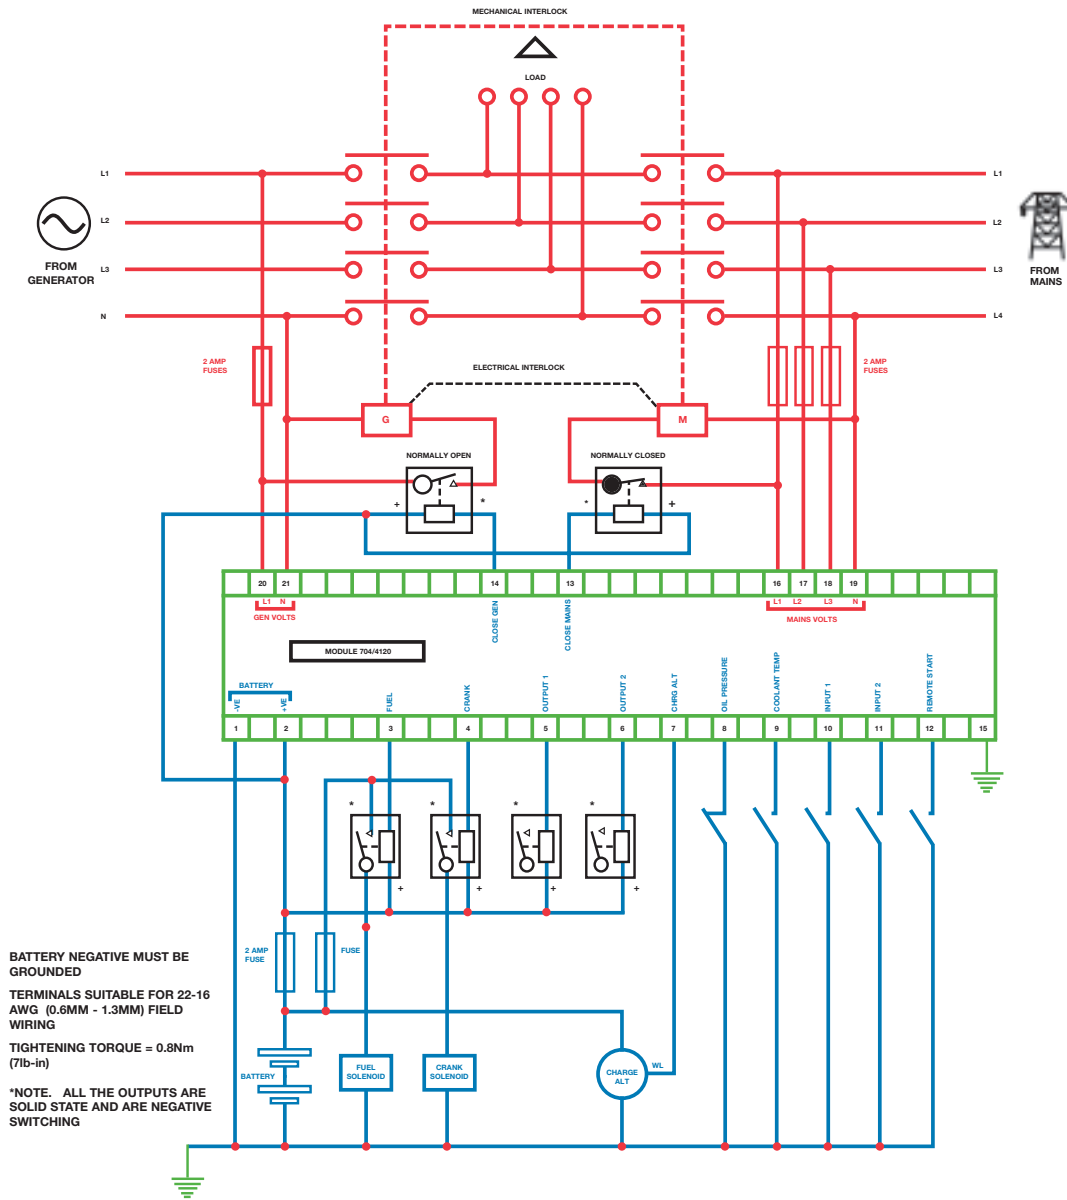 MECHANICAL INTERLOCK
LOAD
L1
L1
L2
L2
FROM
GENERATOR
L3
L3
FROM
MAINS
N
L4
2 AMP
FUSES
ELECTRICAL INTERLOCK
2 AMP
FUSES
G
M
NORMALLY OPEN
NORMALLY CLOSED
+
*
*
+
20
21
14
13
16
17
18
19
L1
N
GEN VOLTS
CLOSE GEN
CLOSE MAINS
L1
L2
L3
N
MAINS VOLTS
MODULE 704/4120
BATTERY
-VE
+VE
FUEL
CRANK
OUTPUT 1
OUTPUT 2
CHRG ALT
OIL PRESSURE
COOLANT TEMP
INPUT 1
INPUT 2
REMOTE START
1
2
3
4
5
6
7
8
9
10
11
12
15
*
*
*
*
+
+
+
+
2 AMP
FUSE
FUSE
BATTERY NEGATIVE MUST BE
GROUNDED
TERMINALS SUITABLE FOR 22-16
AWG (0.6MM - 1.3MM) FIELD
WIRING
TIGHTENING TORQUE = 0.8Nm
(7lb-in)
*NOTE. ALL THE OUTPUTS ARE
SOLID STATE AND ARE NEGATIVE
SWITCHING
BATTERY
FUEL
SOLENOID
CRANK
SOLENOID
CHARGE
ALT
WL